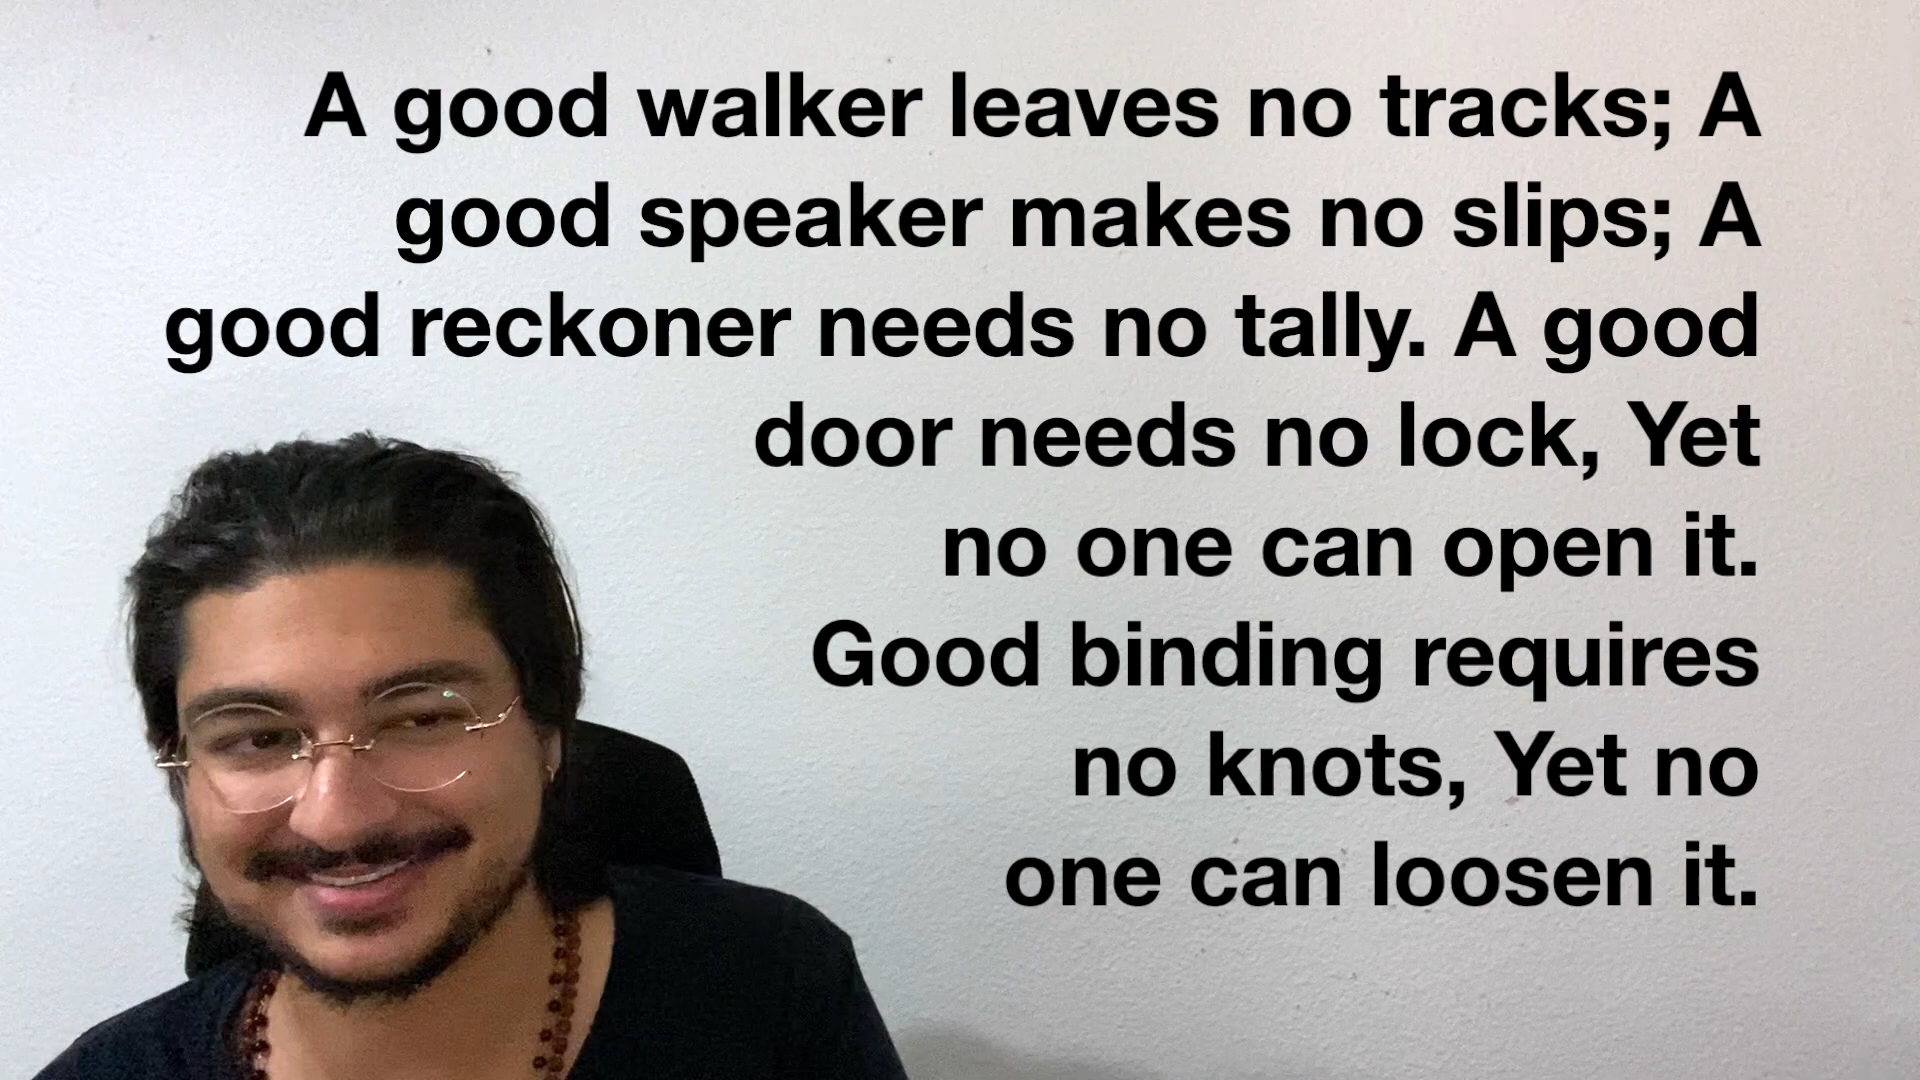 A good walker leaves no tracks; A
good speaker makes no slips; A
good reckoner needs no tally. A good
door needs no lock, Yet
no one can open it.
Good binding requires
no knots, Yet no
one can loosen it.